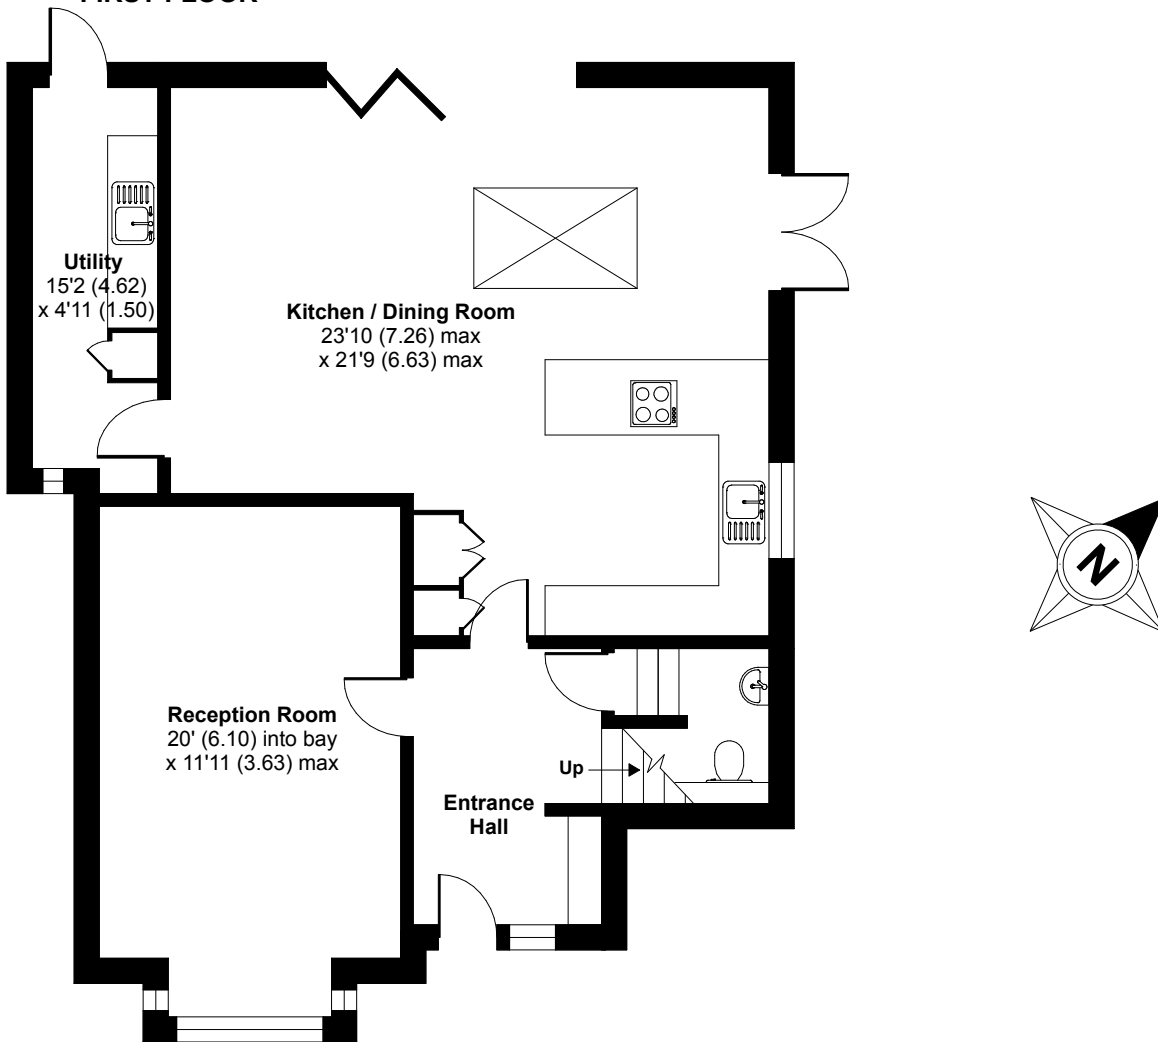 FIRST FLOOR
Utility
15'2 (4.62)
x 4'11 (1.50)
Kitchen / Dining Room
23'10 (7.26) max
x 21'9 (6.63) max
Reception Room
20' (6.10) into bay
x 11'11 (3.63) max
Up
Entrance
Hall
N